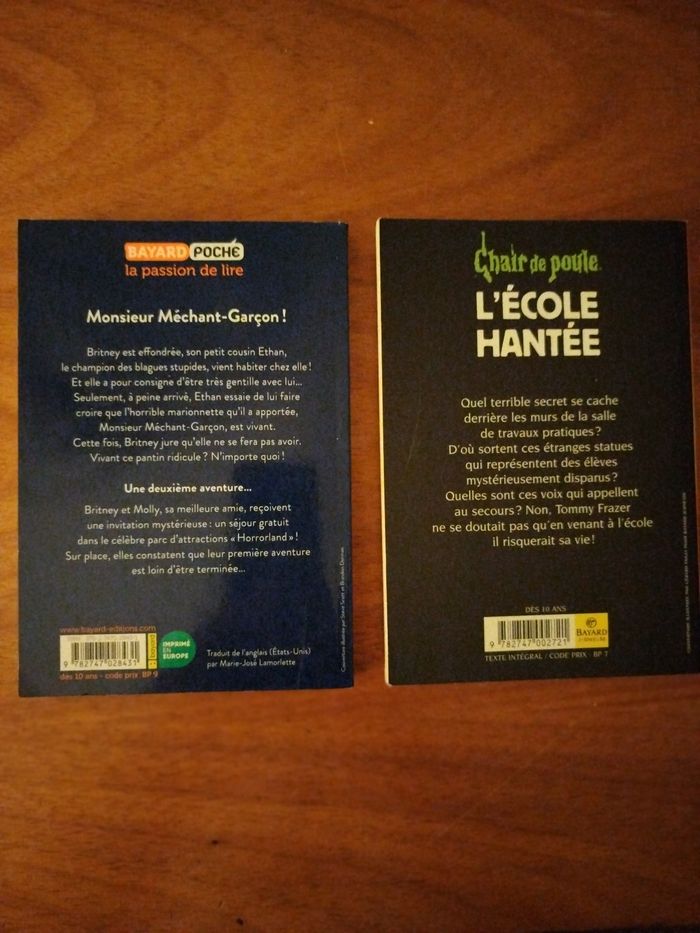 BAYARD POCHE
la passion de lire
Monsieur Méchant-Garçon !
Britney est effondrée, son petit cousin Ethan,
le champion des blagues stupides, vient habiter chez elle !
Et elle a pour consigne d'être très gentille avec lui...
Seulement, à peine arrivé, Ethan essaie de lui faire
croire que l'horrible marionnette qu'il a apportée,
Monsieur Méchant-Garçon, est vivant.
Cette fois, Britney jure qu'elle ne se fera pas avoir.
Vivant ce pantin ridicule ? N'importe quoi !
Une deuxième aventure...
Britney et Molly, sa meilleure amie, reçoivent
une invitation mystérieuse : un séjour gratuit
dans le célèbre parc d'attractions « Horrorland » !
Sur place, elles constatent que leur première aventure
est loin d'être terminée...
www.bayard-editions.com
9 782747 028431
dès 10 ans - code prix BP 9
bayard
IMPRIMÉ
EN
EUROPE
Traduit de l'anglais (États-Unis)
par Marie-José Lamorlette
Chair de poule
L'ÉCOLE
HANTÉE
Quel terrible secret se cache
derrière les murs de la salle
de travaux pratiques ?
D'où sortent ces étranges statues
qui représentent des élèves
mystérieusement disparus ?
Quelles sont ces voix qui appellent
au secours ? Non, Tommy Frazer
ne se doutait pas qu'en venant à l'école
il risquerait sa vie !
DÈS 10 ANS
9 782747 002721
BAYARD
JEUNESSE
TEXTE INTÉGRAL / CODE PRIX : BP 7